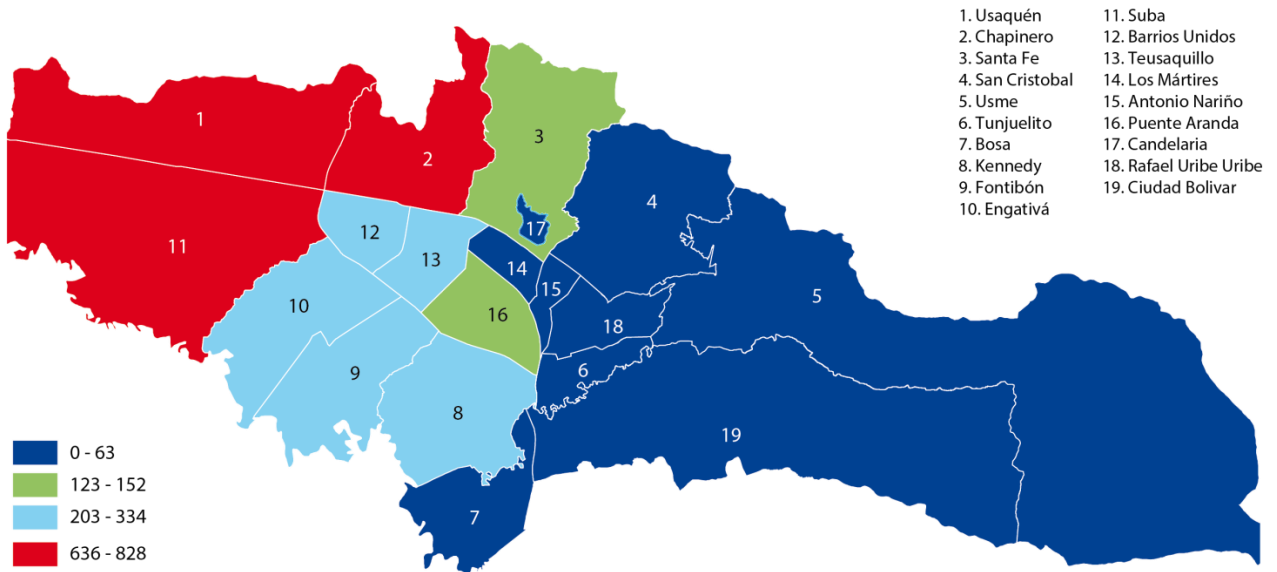 1. Usaquén
2. Chapinero
3. Santa Fe
4. San Cristobal
5. Usme
6. Tunjuelito
7. Bosa
8. Kennedy
9. Fontibón
10. Engativá
11. Suba
12. Barrios Unidos
13. Teusaquillo
14. Los Mártires
15. Antonio Nariño
16. Puente Aranda
17. Candelaria
18. Rafael Uribe Uribe
19. Ciudad Bolivar
1
2
3
4
17
12
11
13
14
15
10
5
16
18
6
9
8
19
7
0 - 63
123 - 152
203 - 334
636 - 828